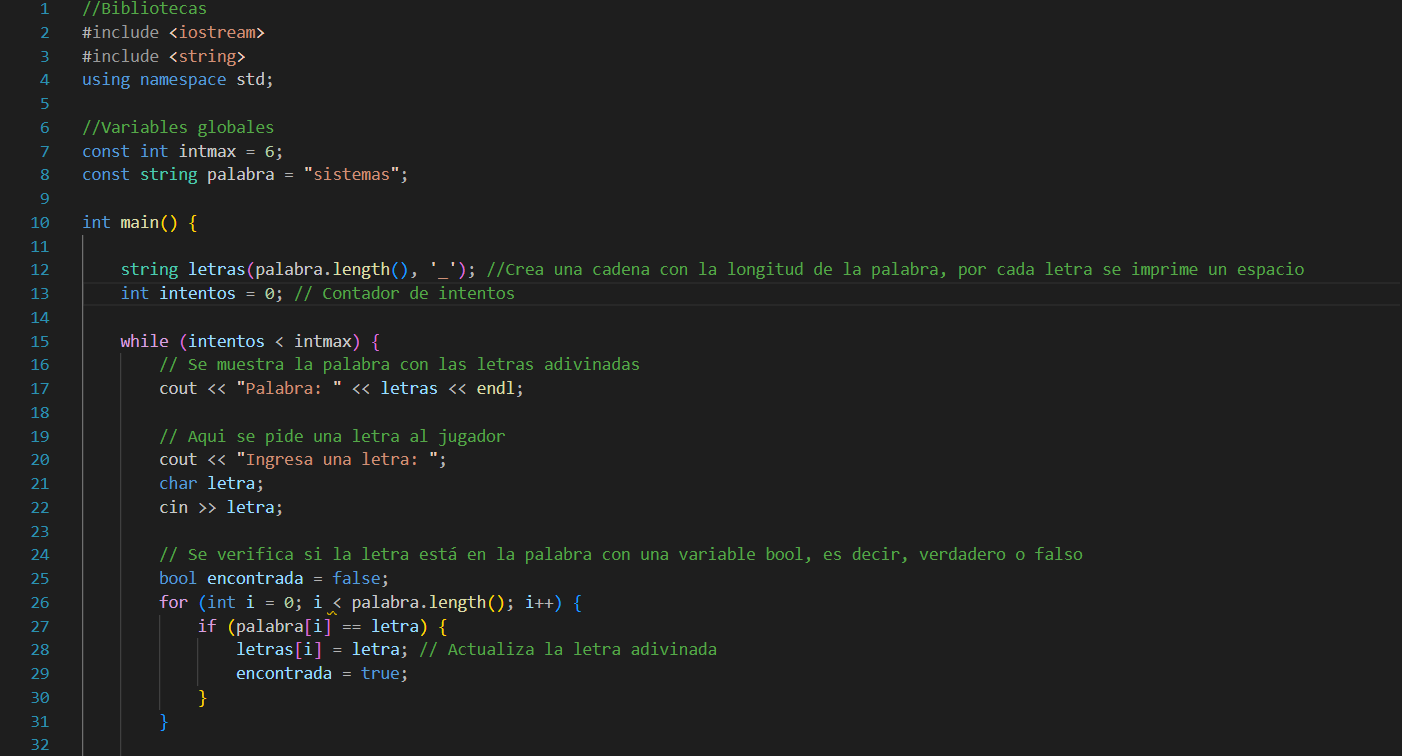 1 //Bibliotecas
2 #include <iostream>
3 #include <string>
4 using namespace std;
5
6 //Variables globales
7 const int intmax = 6;
8 const string palabra = "sistemas";
9
10 int main() {
11
12 string letras(palabra.length(), '_'); //Crea una cadena con la longitud de la palabra, por cada letra se imprime un espacio
13 int intentos = 0; // Contador de intentos
14
15 while (intentos < intmax) {
16 // Se muestra la palabra con las letras adivinadas
17 cout << "Palabra: " << letras << endl;
18
19 // Aqui se pide una letra al jugador
20 cout << "Ingresa una letra: ";
21 char letra;
22 cin >> letra;
23
24 // Se verifica si la letra está en la palabra con una variable bool, es decir, verdadero o falso
25 bool encontrada = false;
26 for (int i = 0; i < palabra.length(); i++) {
27 if (palabra[i] == letra) {
28 letras[i] = letra; // Actualiza la letra adivinada
29 encontrada = true;
30 }
31 }
32